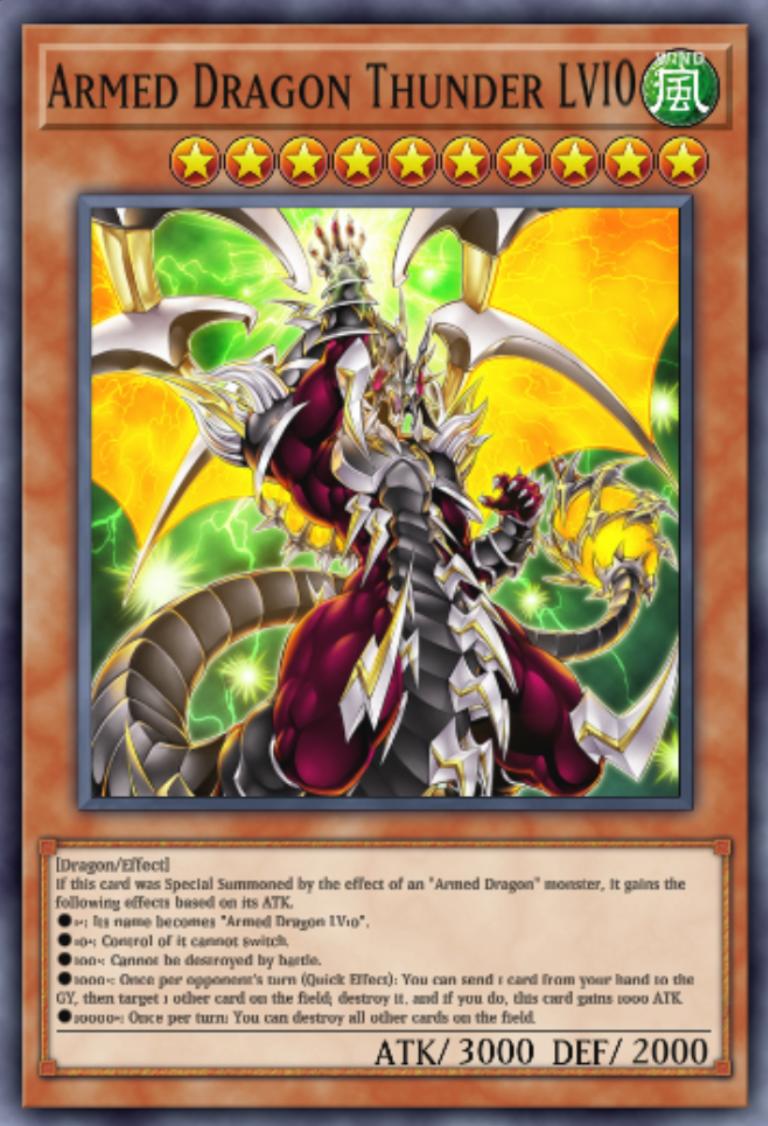 ARMED DRAGON THUNDER LV10
WIND
風
[Dragon/Effect]
If this card was Special Summoned by the effect of an "Armed Dragon" monster, it gains the
following effects based on its ATK.
●1+: Its name becomes "Armed Dragon LV10".
●10+: Control of it cannot switch.
●100+: Cannot be destroyed by battle.
●1000+: Once per opponent's turn (Quick Effect): You can send 1 card from your hand to the
GY, then target 1 other card on the field; destroy it, and if you do, this card gains 1000 ATK.
●10000+: Once per turn: You can destroy all other cards on the field.
ATK/ 3000 DEF/ 2000